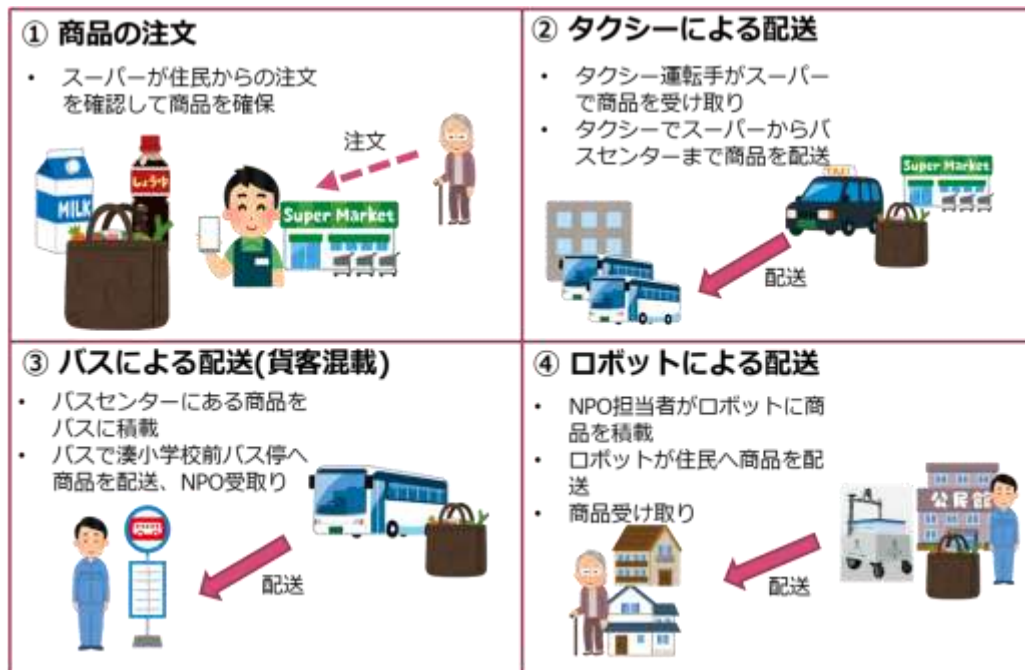 ① 商品の注文
• スーパーが住民からの注文
を確認して商品を確保
注文
MILK
しょうゆ
Super Market
② タクシーによる配送
• タクシー運転手がスーパー
で商品を受け取り
• タクシーでスーパーからバ
スセンターまで商品を配送
TAXI
Super Market
配送
③ バスによる配送(貨客混載)
• バスセンターにある商品を
バスに積載
• バスで湊小学校前バス停へ
商品を配送、NPO受取り
配送
④ ロボットによる配送
• NPO担当者がロボットに商
品を積載
• ロボットが住民へ商品を配
送
• 商品受け取り
公民館
配送